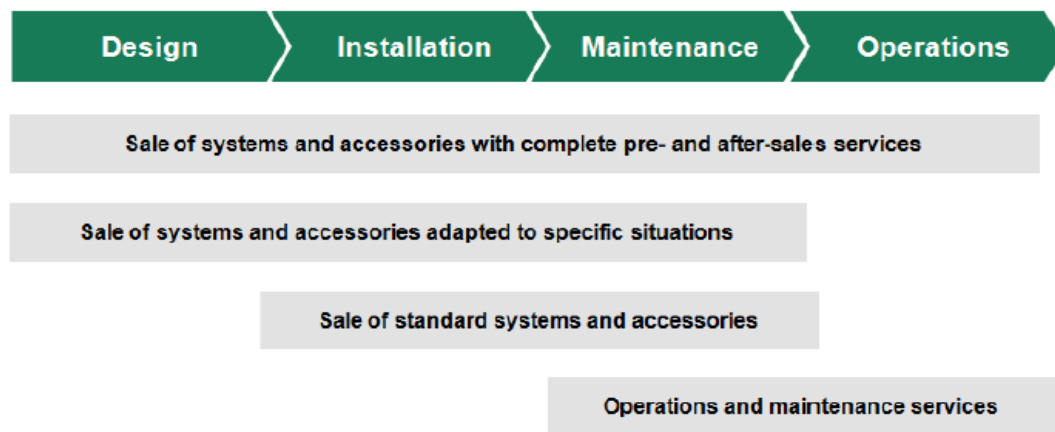 Design
Installation
Maintenance
Operations
Sale of systems and accessories with complete pre- and after-sales services
Sale of systems and accessories adapted to specific situations
Sale of standard systems and accessories
Operations and maintenance services